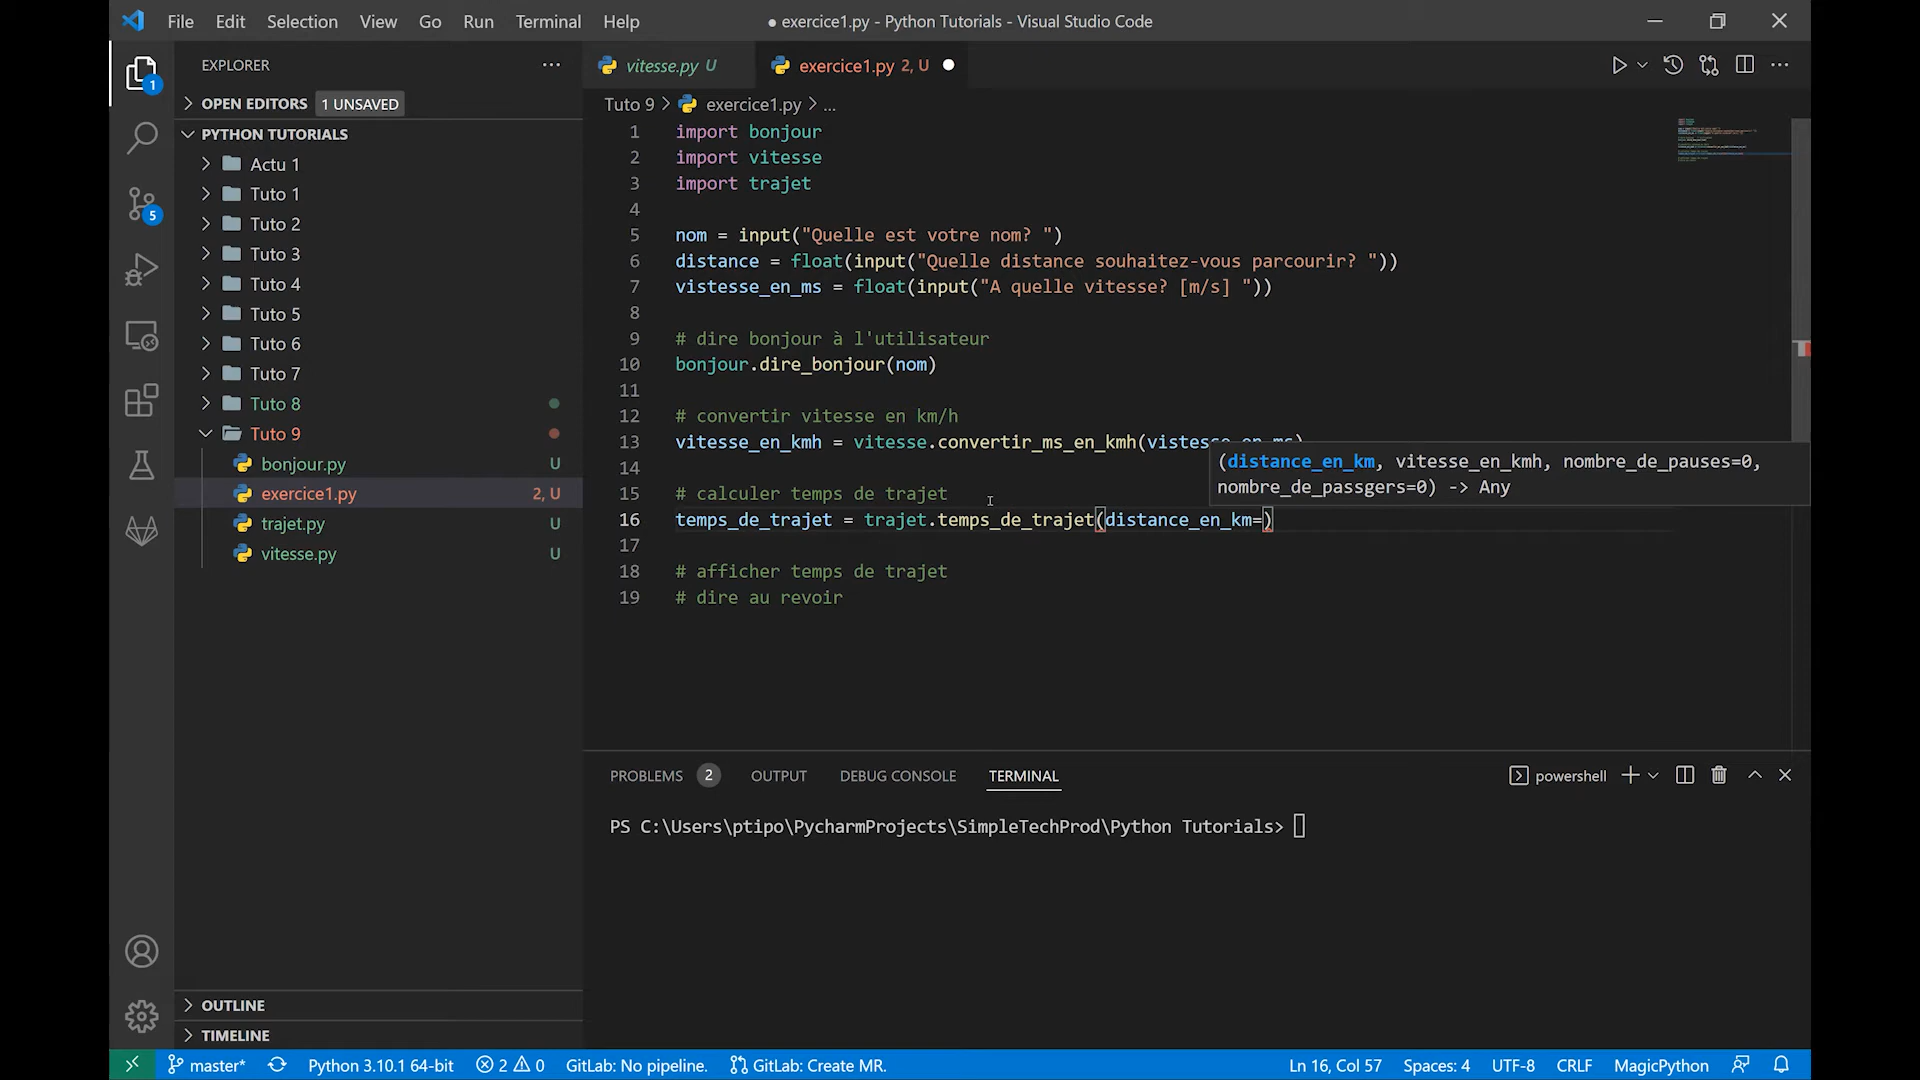 File Edit Selection View Go Run Terminal Help
● exercice1.py - Python Tutorials - Visual Studio Code
EXPLORER
OPEN EDITORS 1 UNSAVED
PYTHON TUTORIALS
Actu 1
Tuto 1
Tuto 2
Tuto 3
Tuto 4
Tuto 5
Tuto 6
Tuto 7
Tuto 8
Tuto 9
bonjour.py U
exercice1.py 2, U
trajet.py U
vitesse.py U
OUTLINE
TIMELINE
1
5
vitesse.py U
exercice1.py 2, U
Tuto 9 > exercice1.py > ...
1 import bonjour
2 import vitesse
3 import trajet
4
5 nom = input("Quelle est votre nom? ")
6 distance = float(input("Quelle distance souhaitez-vous parcourir? "))
7 vistesse_en_ms = float(input("A quelle vitesse? [m/s] "))
8
9 # dire bonjour à l'utilisateur
10 bonjour.dire_bonjour(nom)
11
12 # convertir vitesse en km/h
13 vitesse_en_kmh = vitesse.convertir_ms_en_kmh(vistesse_en_ms)
14
(distance_en_km, vitesse_en_kmh, nombre_de_pauses=0,
nombre_de_passgers=0) -> Any
15 # calculer temps de trajet
16 temps_de_trajet = trajet.temps_de_trajet(distance_en_km=)
17
18 # afficher temps de trajet
19 # dire au revoir
PROBLEMS 2 OUTPUT DEBUG CONSOLE TERMINAL
powershell
PS C:\Users\ptipo\PycharmProjects\SimpleTechProd\Python Tutorials>
master* Python 3.10.1 64-bit 2 0 GitLab: No pipeline. GitLab: Create MR.
Ln 16, Col 57 Spaces: 4 UTF-8 CRLF MagicPython